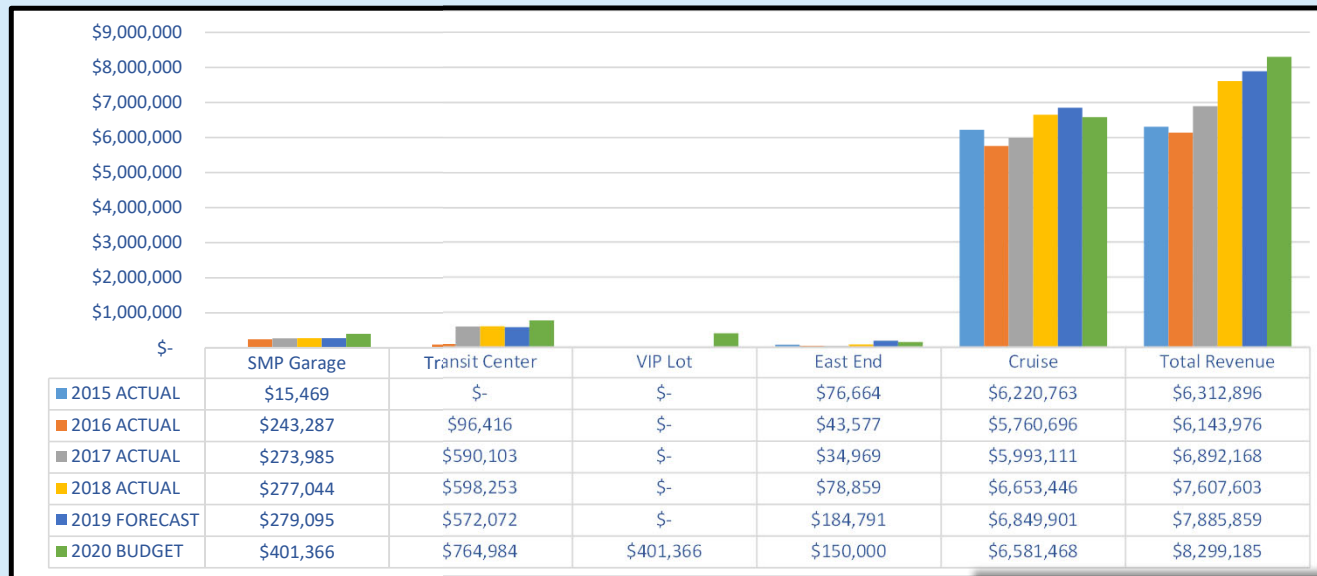 $9,000,000
$8,000,000
$7,000,000
$6,000,000
$5,000,000
$4,000,000
$3,000,000
$2,000,000
$1,000,000
$-
SMP Garage Transit Center VIP Lot East End Cruise Total Revenue
2015 ACTUAL $15,469 $- $- $76,664 $6,220,763 $6,312,896
2016 ACTUAL $243,287 $96,416 $- $43,577 $5,760,696 $6,143,976
2017 ACTUAL $273,985 $590,103 $- $34,969 $5,993,111 $6,892,168
2018 ACTUAL $277,044 $598,253 $- $78,859 $6,653,446 $7,607,603
2019 FORECAST $279,095 $572,072 $- $184,791 $6,849,901 $7,885,859
2020 BUDGET $401,366 $764,984 $401,366 $150,000 $6,581,468 $8,299,185